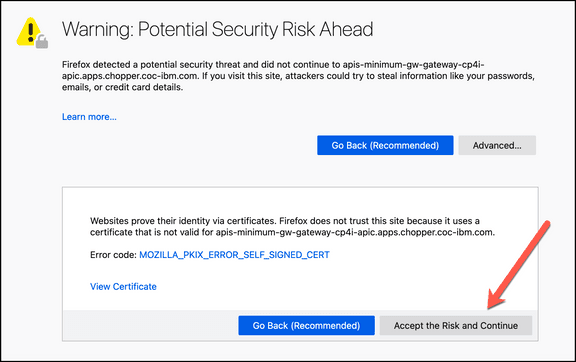 Warning: Potential Security Risk Ahead
Firefox detected a potential security threat and did not continue to apis-minimum-gw-gateway-cp4i-
apic.apps.chopper.coc-ibm.com. If you visit this site, attackers could try to steal information like your passwords,
emails, or credit card details.
Learn more...
Go Back (Recommended) Advanced...
Websites prove their identity via certificates. Firefox does not trust this site because it uses a
certificate that is not valid for apis-minimum-gw-gateway-cp4i-apic.apps.chopper.coc-ibm.com.
Error code: MOZILLA_PKIX_ERROR_SELF_SIGNED_CERT
View Certificate
Go Back (Recommended) Accept the Risk and Continue